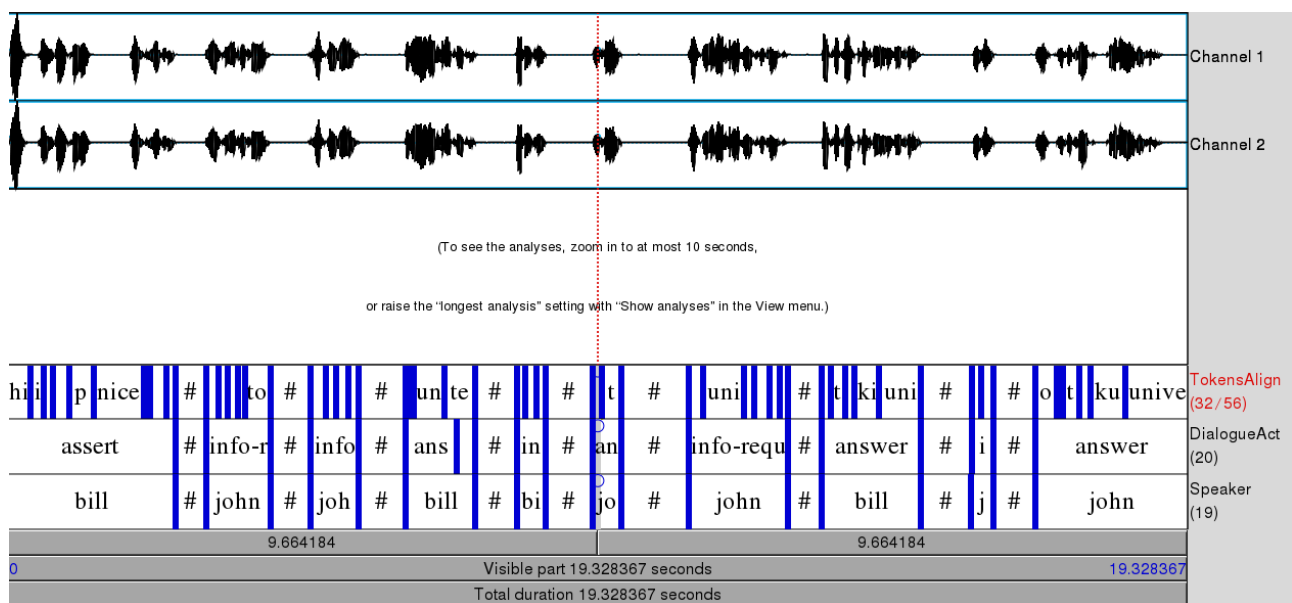 Channel 1
Channel 2
(To see the analyses, zoom in to at most 10 seconds,
or raise the "longest analysis" setting with "Show analyses" in the View menu.)
hi i p nice # to # # un te # # t # uni # t ki uni # # o t ku unive TokensAlign
(32/56)
assert # info-r # info # ans # in # an # info-requ # answer # i # answer DialogueAct
(20)
bill # john # joh # bill # bi # jo # john # bill # j # john Speaker
(19)
9.664184 9.664184
0 Visible part 19.328367 seconds 19.328367
Total duration 19.328367 seconds